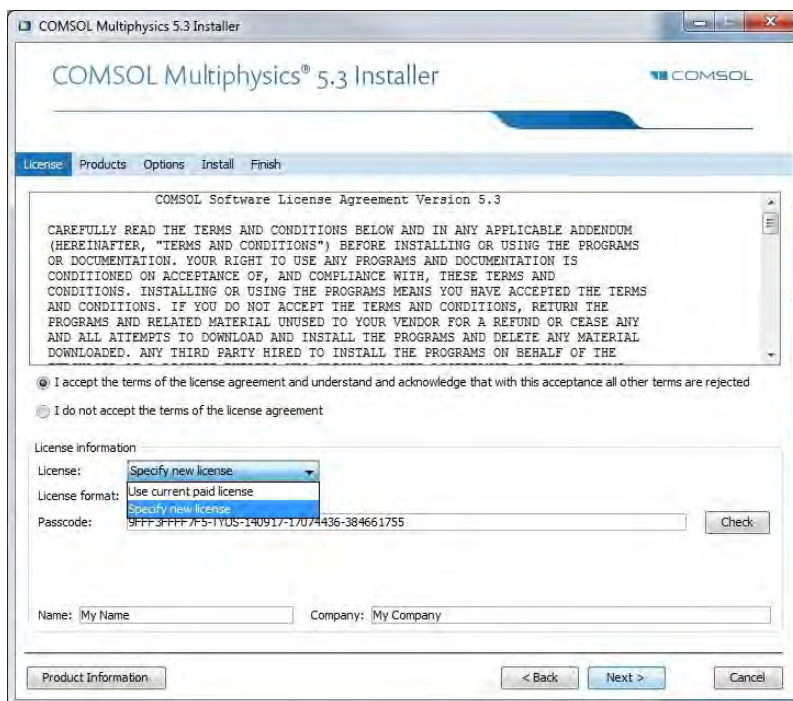 COMSOL Multiphysics 5.3 Installer
COMSOL Multiphysics® 5.3 Installer
COMSOL
License Products Options Install Finish
COMSOL Software License Agreement Version 5.3
CAREFULLY READ THE TERMS AND CONDITIONS BELOW AND IN ANY APPLICABLE ADDENDUM
(HEREINAFTER, "TERMS AND CONDITIONS") BEFORE INSTALLING OR USING THE PROGRAMS
OR DOCUMENTATION. YOUR RIGHT TO USE ANY PROGRAMS AND DOCUMENTATION IS
CONDITIONED ON ACCEPTANCE OF, AND COMPLIANCE WITH, THESE TERMS AND
CONDITIONS. INSTALLING OR USING THE PROGRAMS MEANS YOU HAVE ACCEPTED THE TERMS
AND CONDITIONS. IF YOU DO NOT ACCEPT THE TERMS AND CONDITIONS, RETURN THE
PROGRAMS AND RELATED MATERIAL UNUSED TO YOUR VENDOR FOR A REFUND OR CEASE ANY
AND ALL ATTEMPTS TO DOWNLOAD AND INSTALL THE PROGRAMS AND DELETE ANY MATERIAL
DOWNLOADED. ANY THIRD PARTY HIRED TO INSTALL THE PROGRAMS ON BEHALF OF THE
I accept the terms of the license agreement and understand and acknowledge that with this acceptance all other terms are rejected
I do not accept the terms of the license agreement
License information
License: Specify new license
License format: Use current paid license
Specify new license
Passcode: 9FFF3FFFF7F5-TYUS-140917-17074436-384661755 Check
Name: My Name Company: My Company
Product Information < Back Next > Cancel